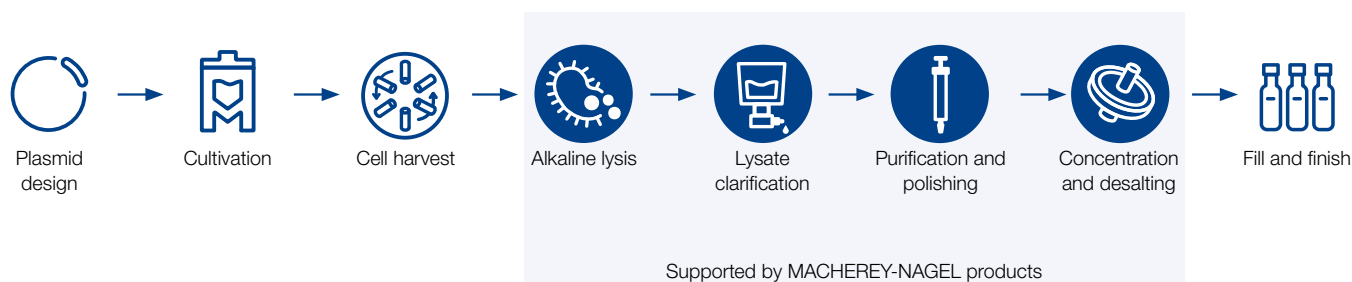 Plasmid
design
Cultivation
Cell harvest
Alkaline lysis
Lysate
clarification
Purification and
polishing
Concentration
and desalting
Fill and finish
Supported by MACHEREY-NAGEL products